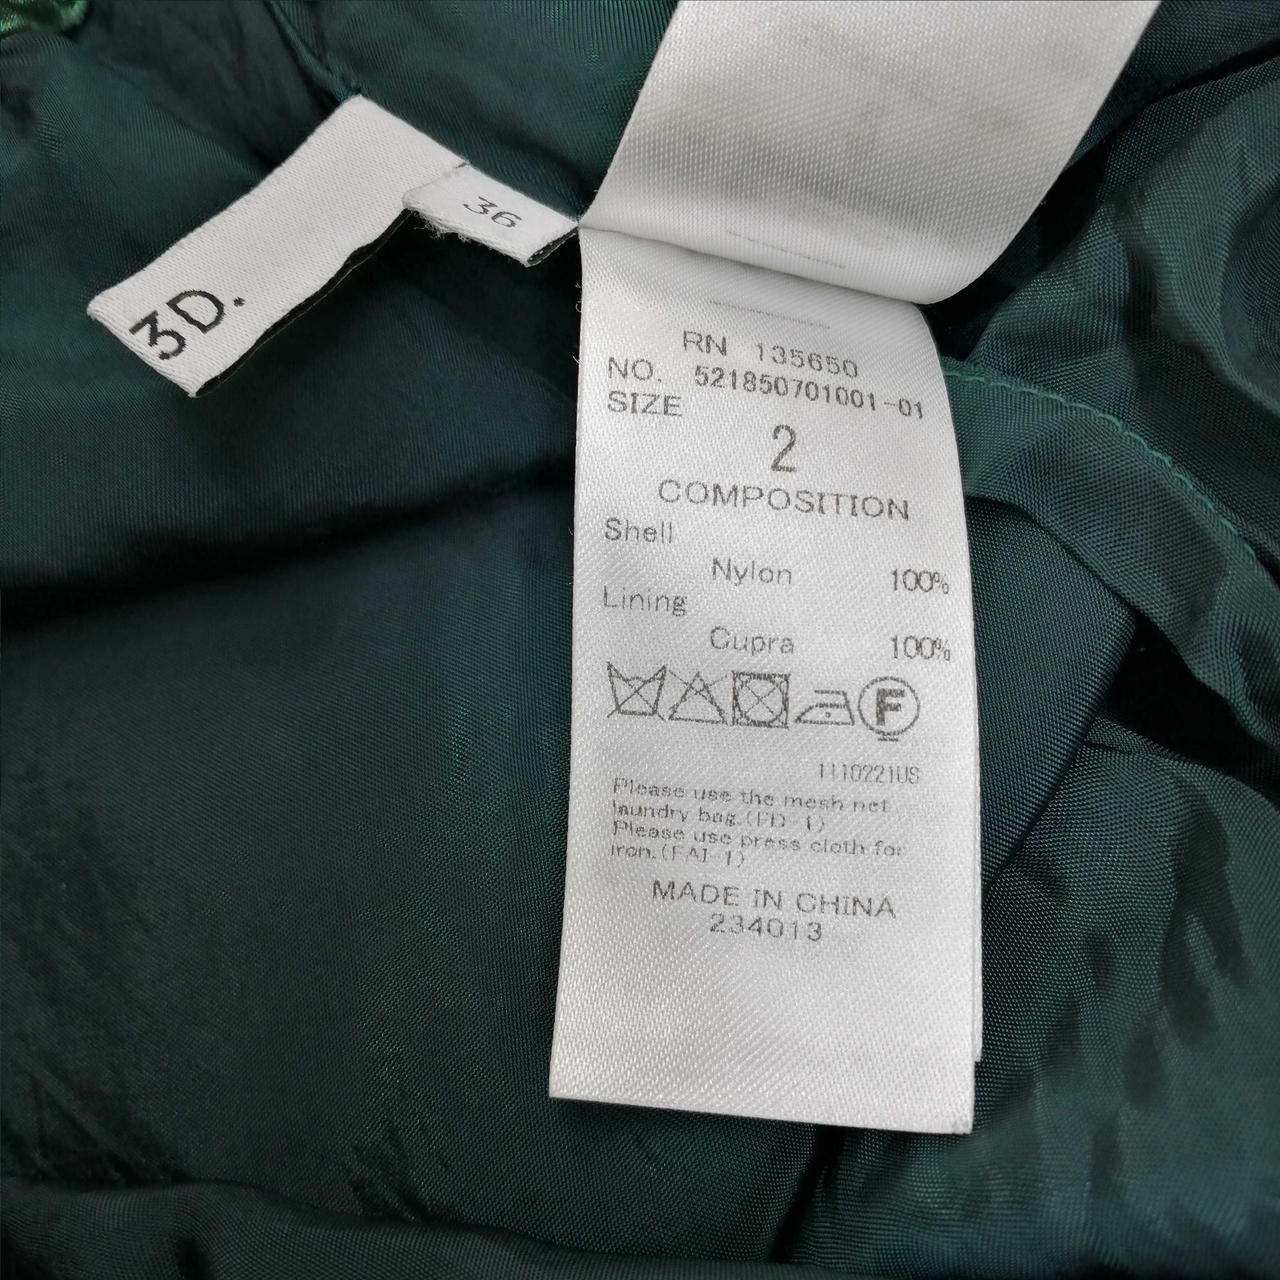 3D.
36
RN 135650
NO. 521850701001-01
SIZE
2
COMPOSITION
Shell
Nylon 100%
Lining
Cupra 100%
F
1110221US
Please use the mesh net
laundry bag.(FD-1)
Please use press cloth for
iron.(FAI-1)
MADE IN CHINA
234013